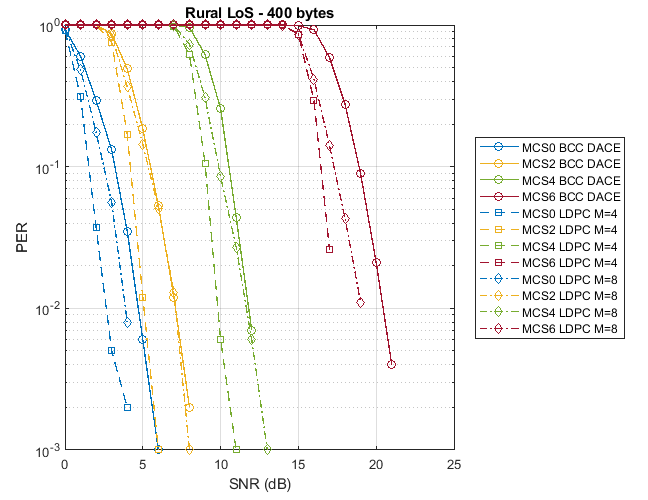 Rural LoS - 400 bytes
10^0
10^-1
10^-2
10^-3
PER
0 5 10 15 20 25
SNR (dB)
MCS0 BCC DACE
MCS2 BCC DACE
MCS4 BCC DACE
MCS6 BCC DACE
MCS0 LDPC M=4
MCS2 LDPC M=4
MCS4 LDPC M=4
MCS6 LDPC M=4
MCS0 LDPC M=8
MCS2 LDPC M=8
MCS4 LDPC M=8
MCS6 LDPC M=8